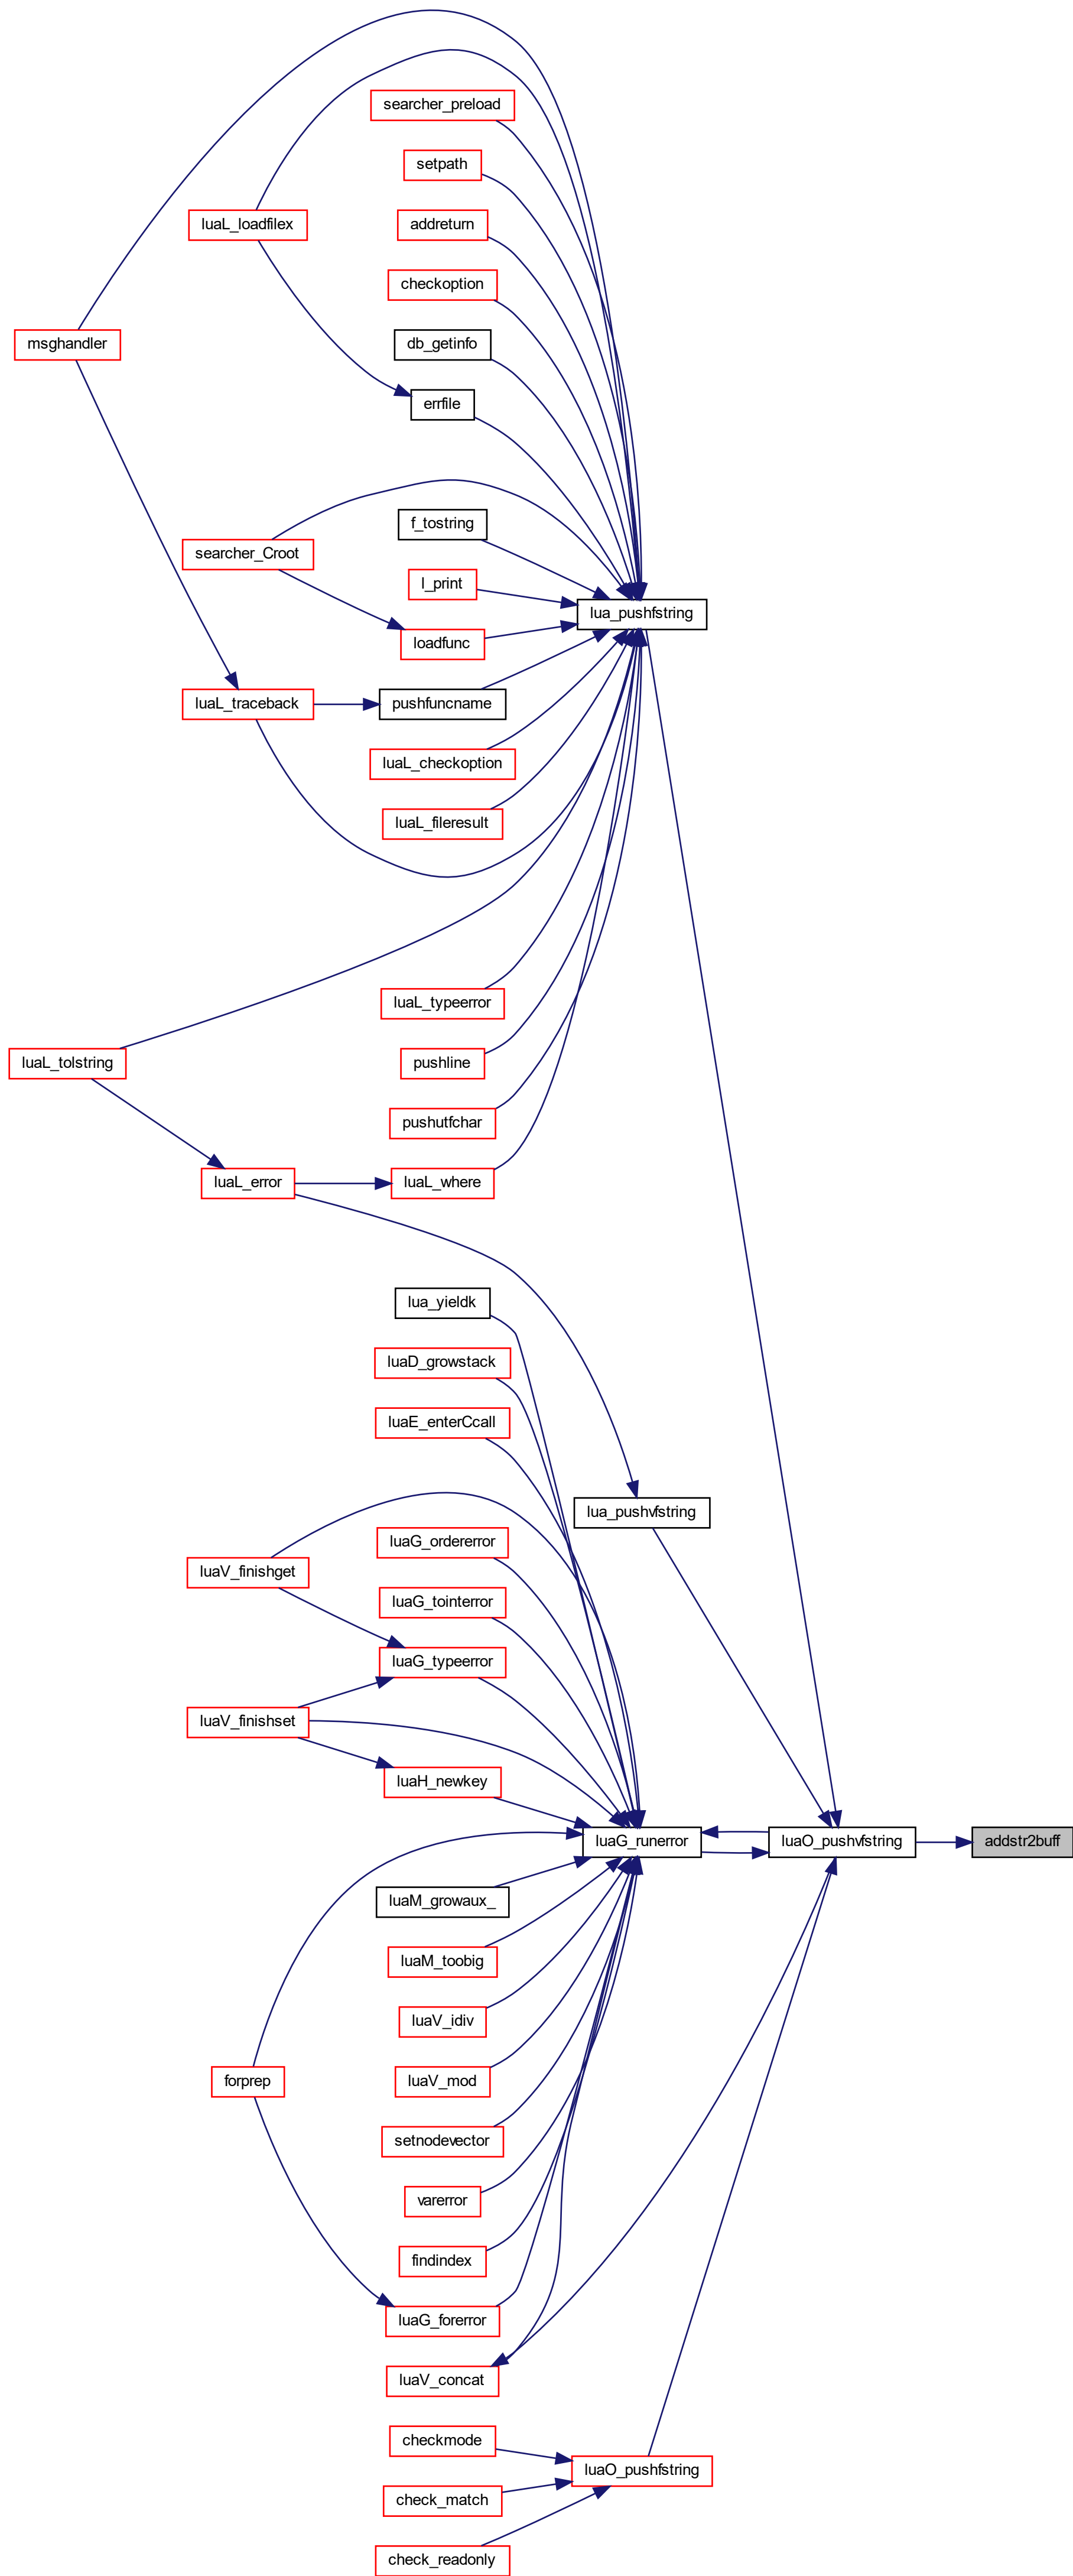 searcher_preload
setpath
luaL_loadfilex
addreturn
checkoption
msghandler
db_getinfo
errfile
f_tostring
searcher_Croot
l_print
lua_pushfstring
loadfunc
luaL_traceback
pushfuncname
luaL_checkoption
luaL_fileresult
luaL_typeerror
luaL_tolstring
pushline
pushutfchar
luaL_error
luaL_where
lua_yieldk
luaD_growstack
luaE_enterCcall
lua_pushvfstring
luaG_ordererror
luaV_finishget
luaG_tointerror
luaG_typeerror
luaV_finishset
luaH_newkey
luaG_runerror
luaO_pushvfstring
addstr2buff
luaM_growaux_
luaM_toobig
luaV_idiv
forprep
luaV_mod
setnodevector
varerror
findindex
luaG_forerror
luaV_concat
checkmode
luaO_pushfstring
check_match
check_readonly